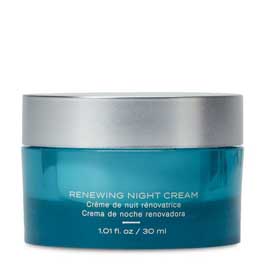 RENEWING NIGHT CREAM
Crème de nuit rénovatrice
Crema de noche renovadora
1.01 fl. oz / 30 ml